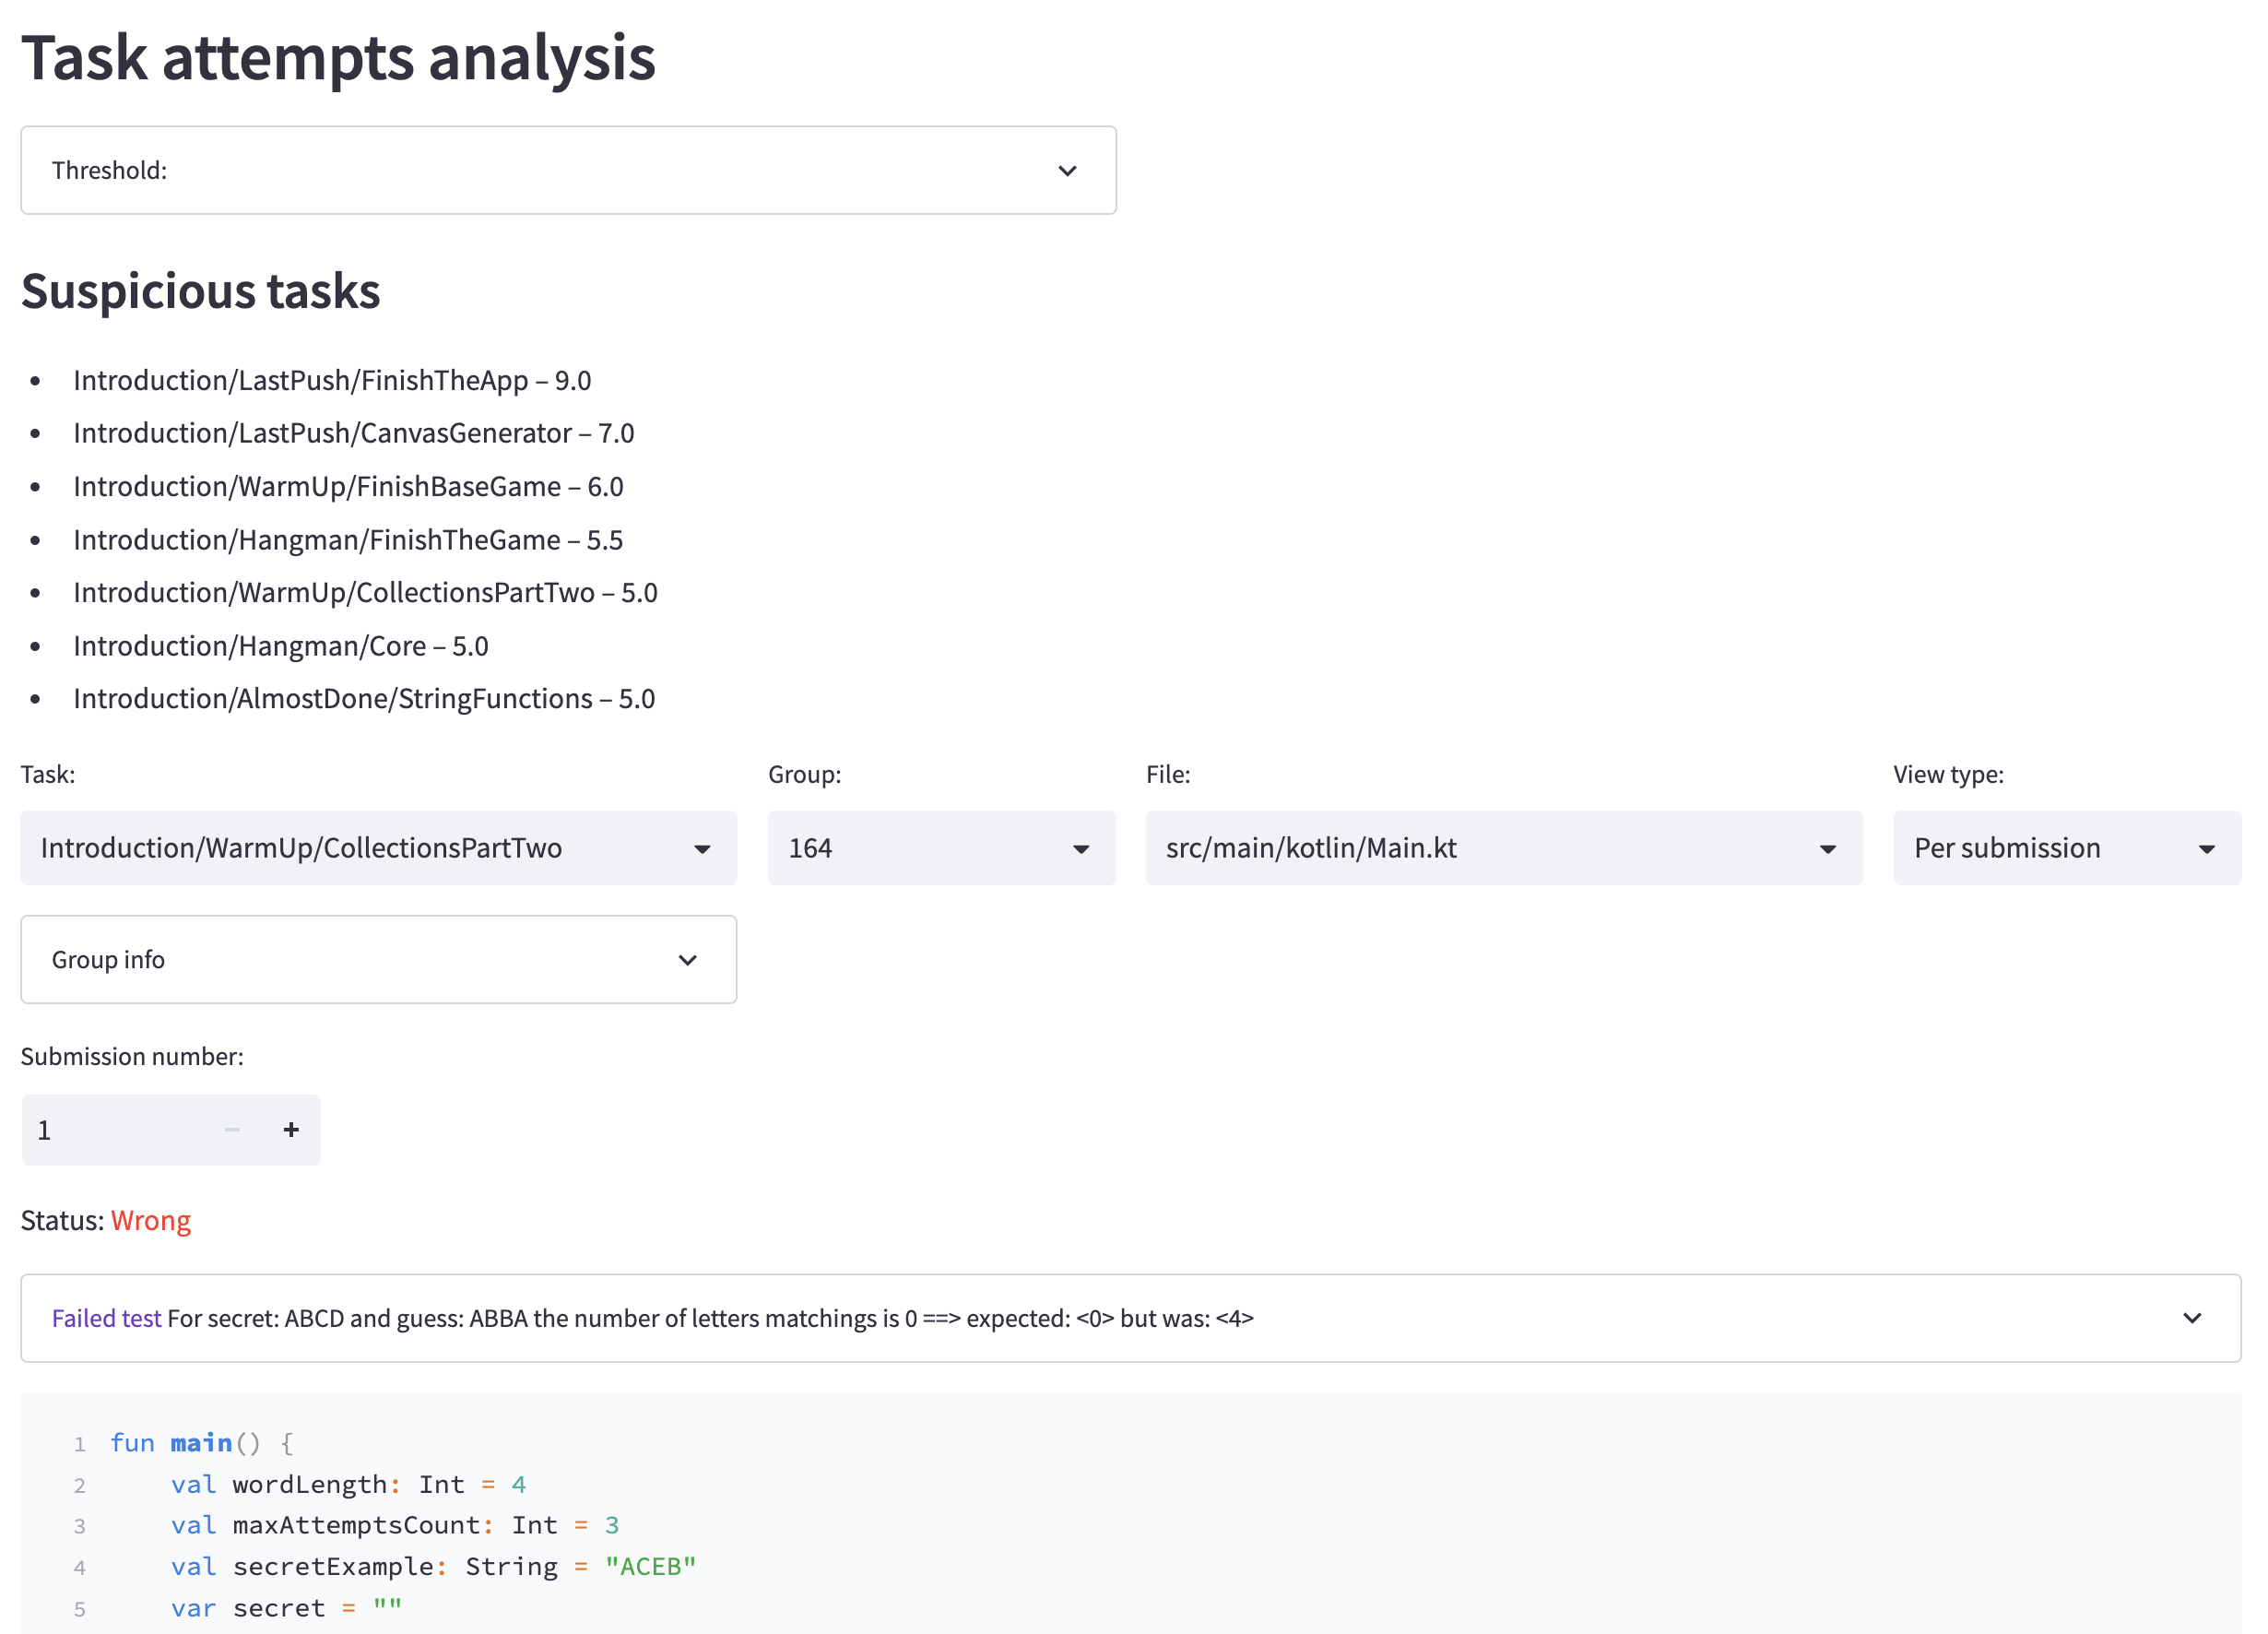 Task attempts analysis
Threshold:
Suspicious tasks
Introduction/LastPush/FinishTheApp – 9.0
Introduction/LastPush/CanvasGenerator – 7.0
Introduction/WarmUp/FinishBaseGame – 6.0
Introduction/Hangman/FinishTheGame – 5.5
Introduction/WarmUp/CollectionsPartTwo – 5.0
Introduction/Hangman/Core – 5.0
Introduction/AlmostDone/StringFunctions – 5.0
Task: Group: File: View type:
Introduction/WarmUp/CollectionsPartTwo 164 src/main/kotlin/Main.kt Per submission
Group info
Submission number:
1 − +
Status: Wrong
Failed test For secret: ABCD and guess: ABBA the number of letters matchings is 0 ==> expected: <0> but was: <4>
1 fun main() {
2     val wordLength: Int = 4
3     val maxAttemptsCount: Int = 3
4     val secretExample: String = "ACEB"
5     var secret = ""